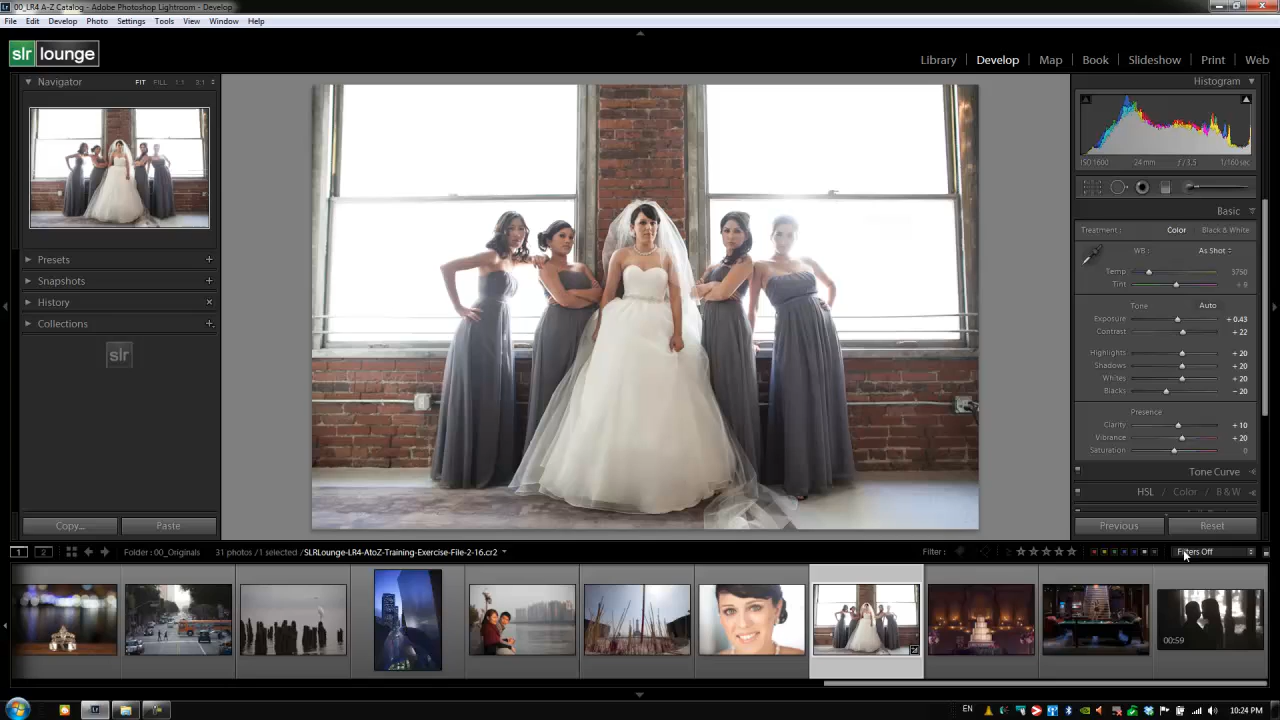 00_LR4 A-Z Catalog - Adobe Photoshop Lightroom - Develop
File Edit Develop Photo Settings Tools View Window Help
slr lounge
Library Develop Map Book Slideshow Print Web
Navigator FIT FILL 1:1 3:1
Histogram
ISO 1600 24 mm f / 3.5 1/160 sec
Basic
Treatment: Color Black & White
WB: As Shot
Temp 3750
Tint + 9
Tone Auto
Exposure + 0.43
Contrast + 22
Highlights + 20
Shadows + 20
Whites + 20
Blacks - 20
Presence
Clarity + 10
Vibrance + 20
Saturation 0
Tone Curve
HSL / Color / B & W
Presets
Snapshots
History
Collections
slr
Copy... Paste
Previous Reset
1 2 Folder : 00_Originals 31 photos /1 selected /SLRLounge-LR4-AtoZ-Training-Exercise-File-2-16.cr2 Filter : Filters Off
00:59
EN 10:24 PM